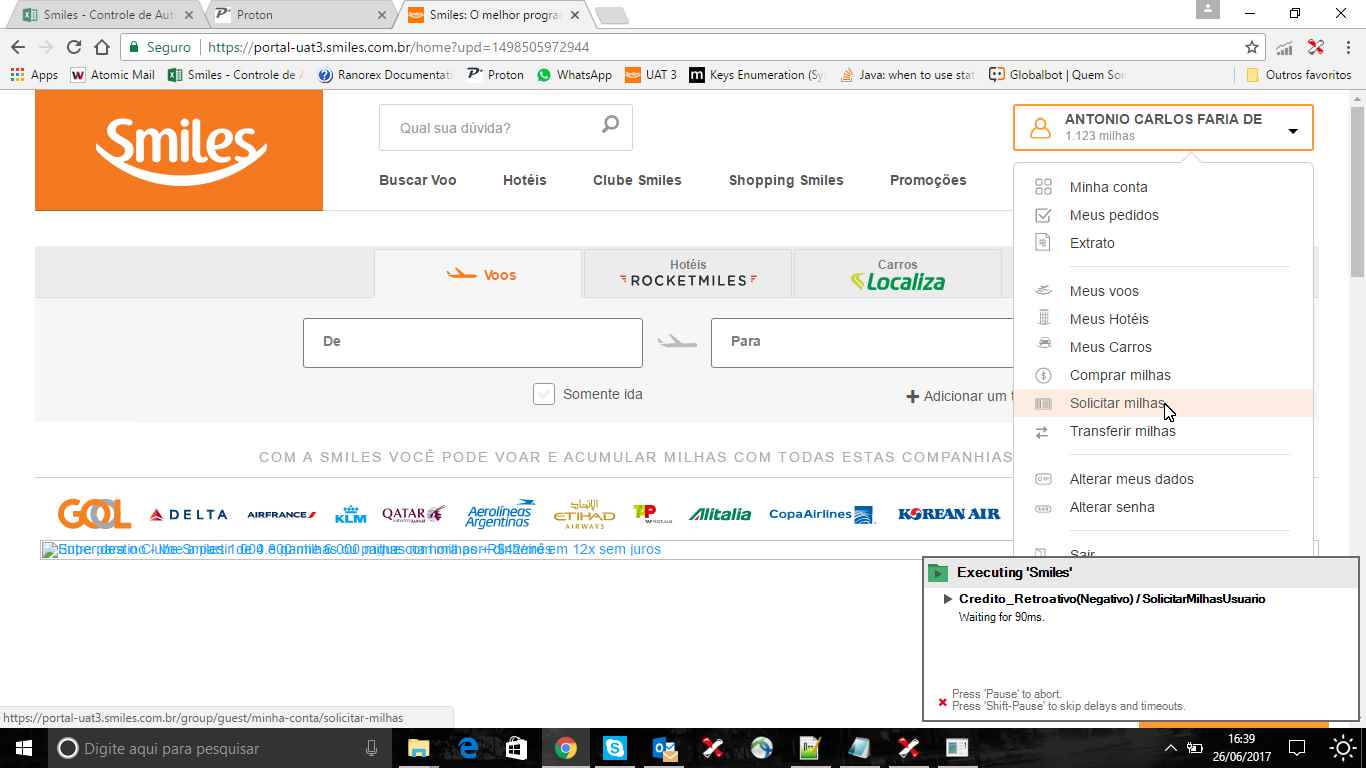 Smiles - Controle de Aut
Proton
Smiles: O melhor progra
Seguro
https://portal-uat3.smiles.com.br/home?upd=1498505972944
Apps
Atomic Mail
Smiles - Controle de A
Ranorex Documentati
Proton
WhatsApp
UAT 3
Keys Enumeration (Sy
Java: when to use stat
Globalbot | Quem Som
Outros favoritos
Smiles
Qual sua dúvida?
ANTONIO CARLOS FARIA DE
1.123 milhas
Buscar Voo
Hotéis
Clube Smiles
Shopping Smiles
Promoções
Minha conta
Meus pedidos
Extrato
Meus voos
Meus Hotéis
Meus Carros
Comprar milhas
Solicitar milhas
Transferir milhas
Alterar meus dados
Alterar senha
Sair
Voos
Hotéis
ROCKETMILES
Carros
Localiza
De
Para
Somente ida
Adicionar um t
COM A SMILES VOCÊ PODE VOAR E ACUMULAR MILHAS COM TODAS ESTAS COMPANHIAS
GOL
DELTA
AIRFRANCE
KLM
QATAR
Aerolíneas Argentinas
ETIHAD AIRWAYS
TAP
Alitalia
CopaAirlines
KOREAN AIR
em 12x sem juros
Executing 'Smiles'
Credito_Retroativo(Negativo) / SolicitarMilhasUsuario
Waiting for 90ms.
Press 'Pause' to abort.
Press 'Shift-Pause' to skip delays and timeouts.
https://portal-uat3.smiles.com.br/group/guest/minha-conta/solicitar-milhas
Digite aqui para pesquisar
16:39
26/06/2017